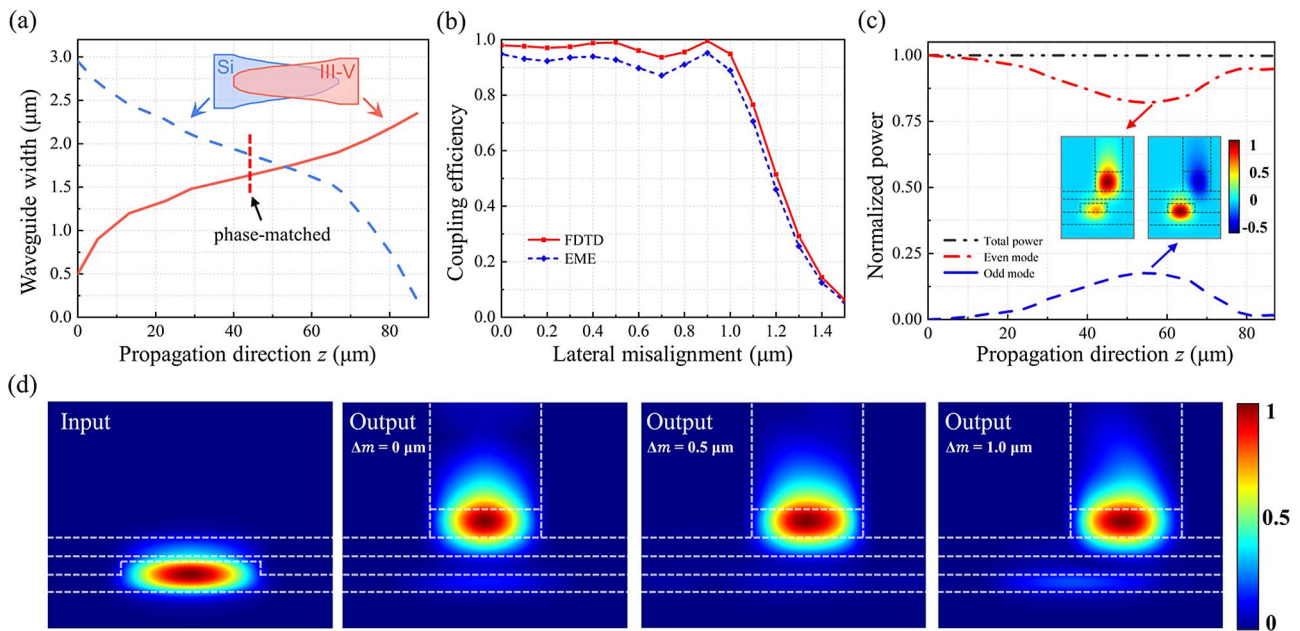 (a)
Waveguide width (μm)
3.0
2.5
2.0
1.5
1.0
0.5
0.0
Si
III-V
phase-matched
0
20
40
60
80
Propagation direction z (μm)
(b)
Coupling efficiency
1.0
0.8
0.6
0.4
0.2
0.0
FDTD
EME
0.0
0.2
0.4
0.6
0.8
1.0
1.2
1.4
Lateral misalignment (μm)
(c)
Normalized power
1.00
0.75
0.50
0.25
0.00
1
0.5
0
-0.5
Total power
Even mode
Odd mode
0
20
40
60
80
Propagation direction z (μm)
(d)
Input
Output
Δm = 0 μm
Output
Δm = 0.5 μm
Output
Δm = 1.0 μm
1
0.5
0